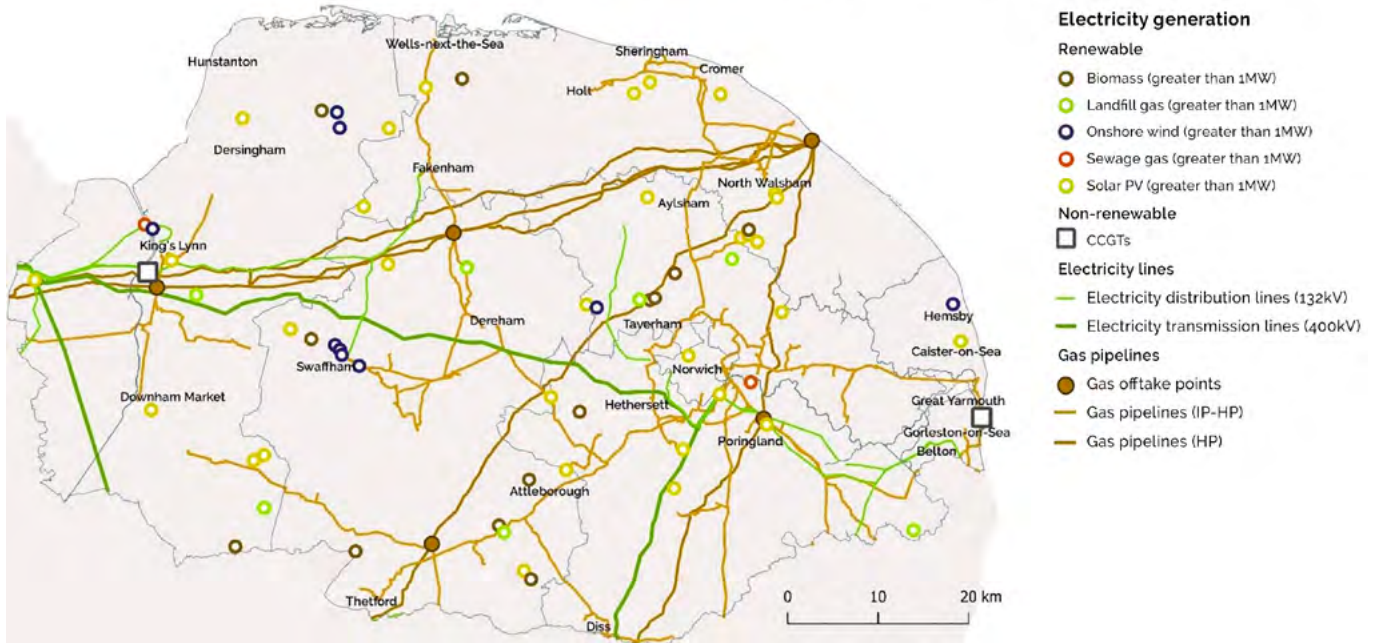 Wells-next-the-Sea
Hunstanton
Sheringham
Cromer
Holt
Dersingham
Fakenham
North Walsham
Aylsham
King's Lynn
Dereham
Taverham
Hemsby
Caister-on-Sea
Swaffham
Norwich
Downham Market
Hethersett
Great Yarmouth
Gorleston-on-Sea
Poringland
Belton
Attleborough
Thetford
Diss
0 10 20 km
Electricity generation
Renewable
Biomass (greater than 1MW)
Landfill gas (greater than 1MW)
Onshore wind (greater than 1MW)
Sewage gas (greater than 1MW)
Solar PV (greater than 1MW)
Non-renewable
CCGTs
Electricity lines
Electricity distribution lines (132kV)
Electricity transmission lines (400kV)
Gas pipelines
Gas offtake points
Gas pipelines (IP-HP)
Gas pipelines (HP)